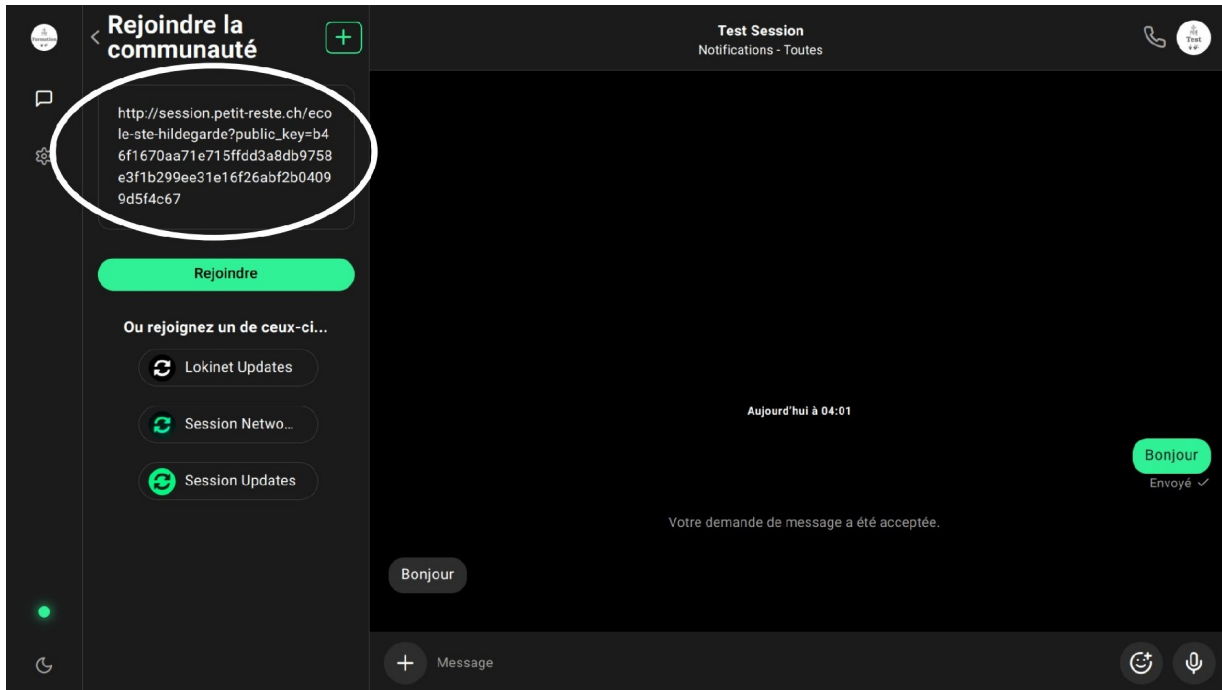 Formation
Rejoindre la
communauté
http://session.petit-reste.ch/eco
le-ste-hildegarde?public_key=b4
6f1670aa71e715ffdd3a8db9758
e3f1b299ee31e16f26abf2b0409
9d5f4c67
Rejoindre
Ou rejoignez un de ceux-ci...
Lokinet Updates
Session Netwo...
Session Updates
Test Session
Notifications - Toutes
Test
Aujourd'hui à 04:01
Bonjour
Envoyé
Votre demande de message a été acceptée.
Bonjour
Message